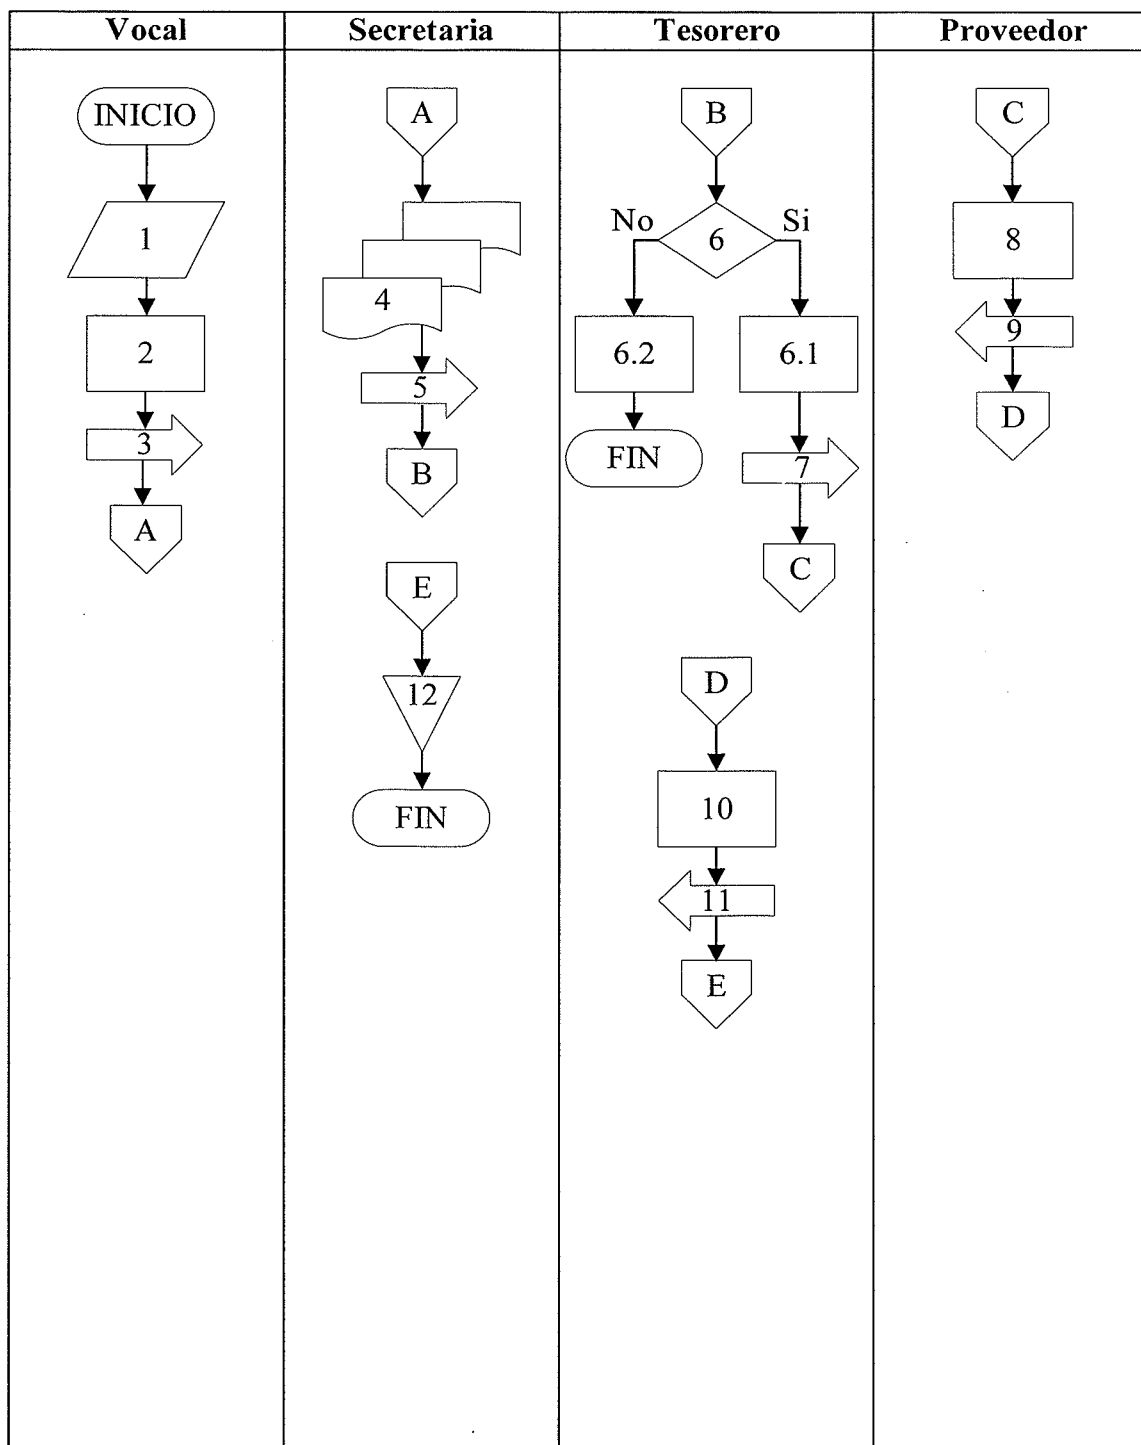 Vocal
Secretaria
Tesorero
Proveedor
INICIO
1
2
3
A
A
4
5
B
E
12
FIN
B
No
6
Si
6.2
6.1
FIN
7
C
D
10
11
E
C
8
9
D